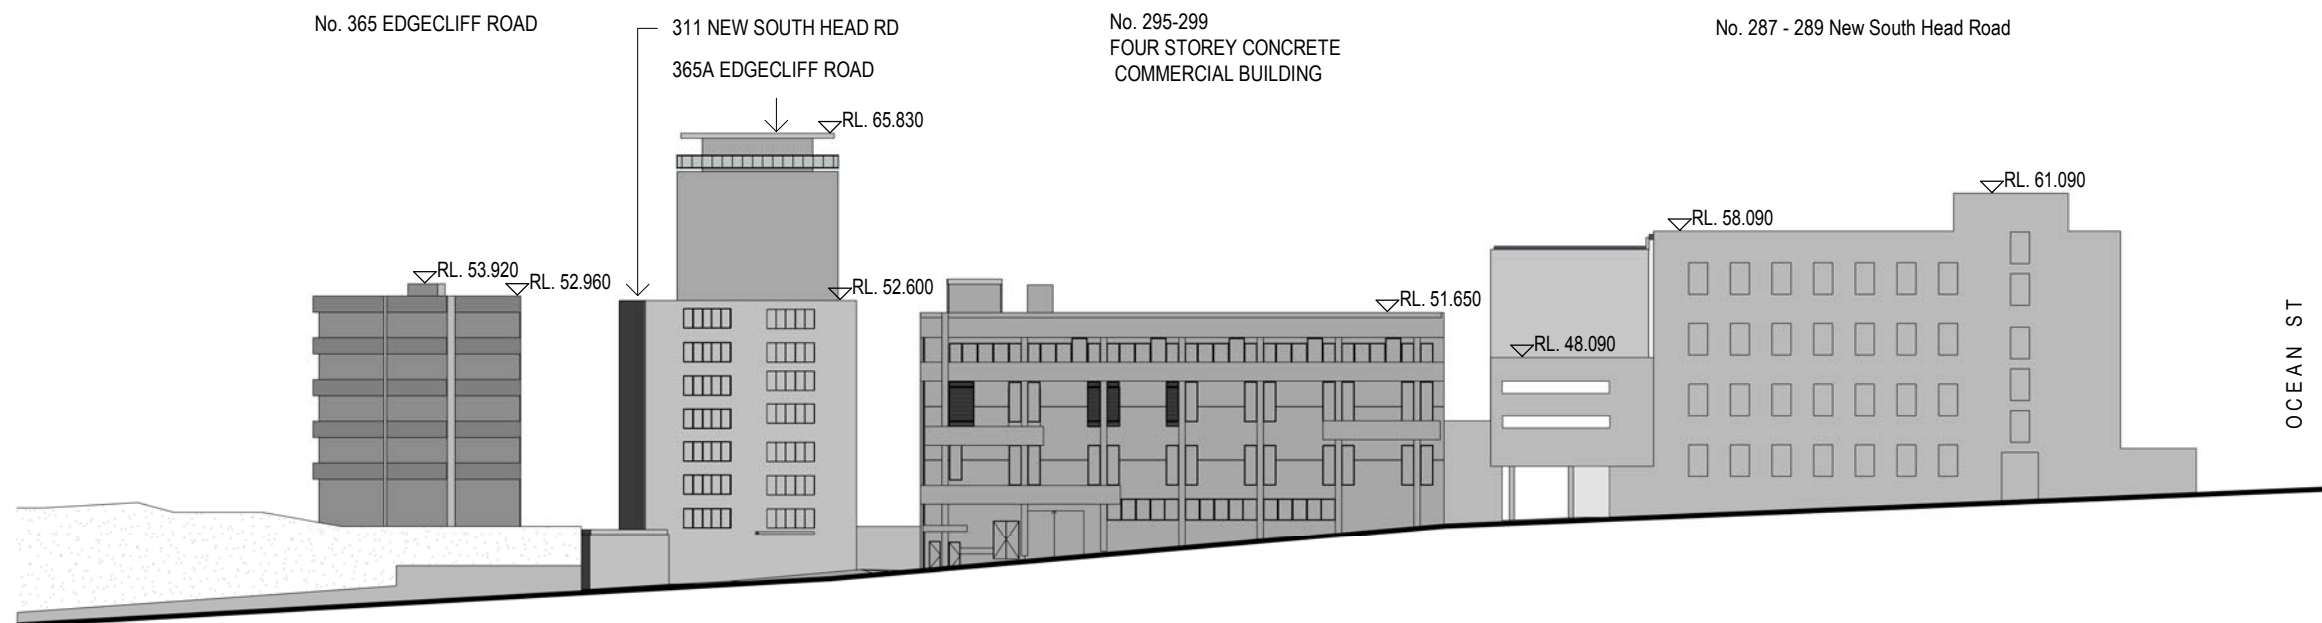 No. 365 EDGECLIFF ROAD
311 NEW SOUTH HEAD RD
365A EDGECLIFF ROAD
No. 295-299
FOUR STOREY CONCRETE
COMMERCIAL BUILDING
No. 287 - 289 New South Head Road
RL. 65.830
RL. 61.090
RL. 58.090
RL. 53.920
RL. 52.960
RL. 52.600
RL. 51.650
RL. 48.090
OCEAN ST